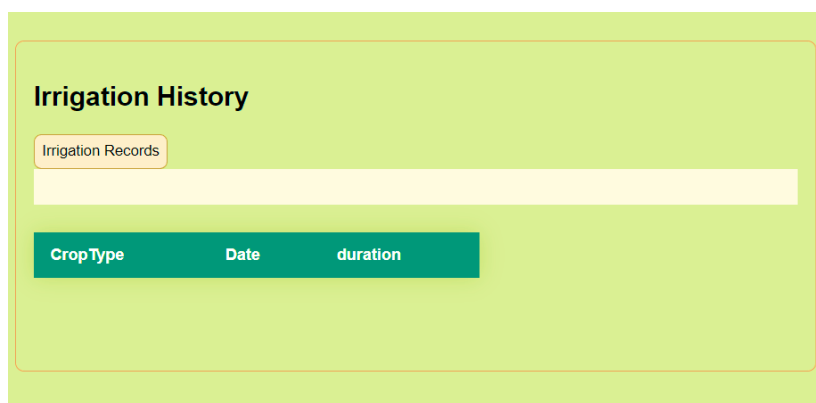 Irrigation History
Irrigation Records
CropType Date duration